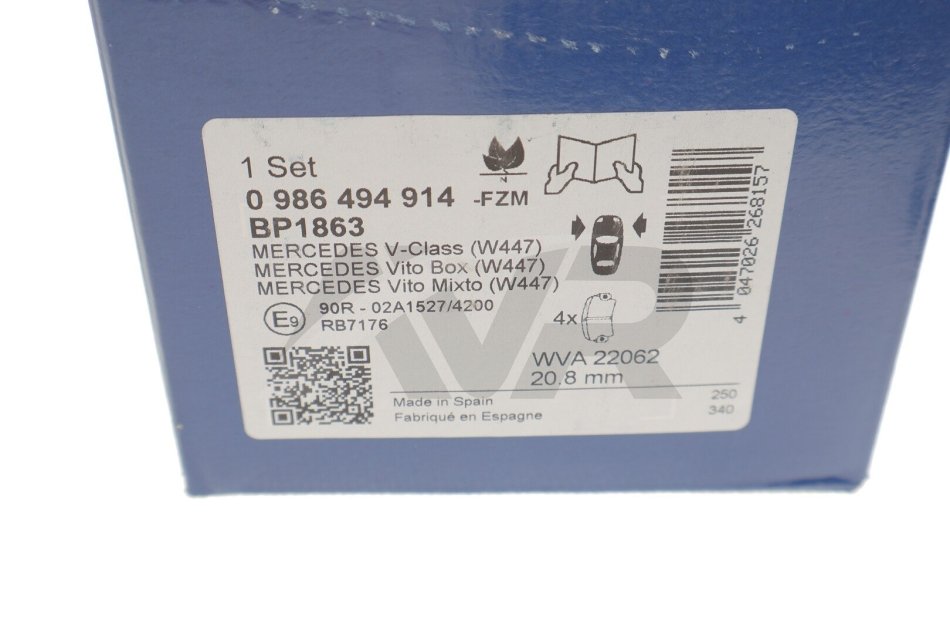 1 Set
0 986 494 914 -FZM
N
BP1863
MERCEDES V-Class (W447)
MERCEDES Vito Box (W447)
MERCEDES Vito Mixto (W447)
E9
90R - 02A1527/4200
RB7176
4x
WVA 22062
20,8 mm
Made in Spain
Fabriqué en Espagne
250
340
4 047026 268157
VR